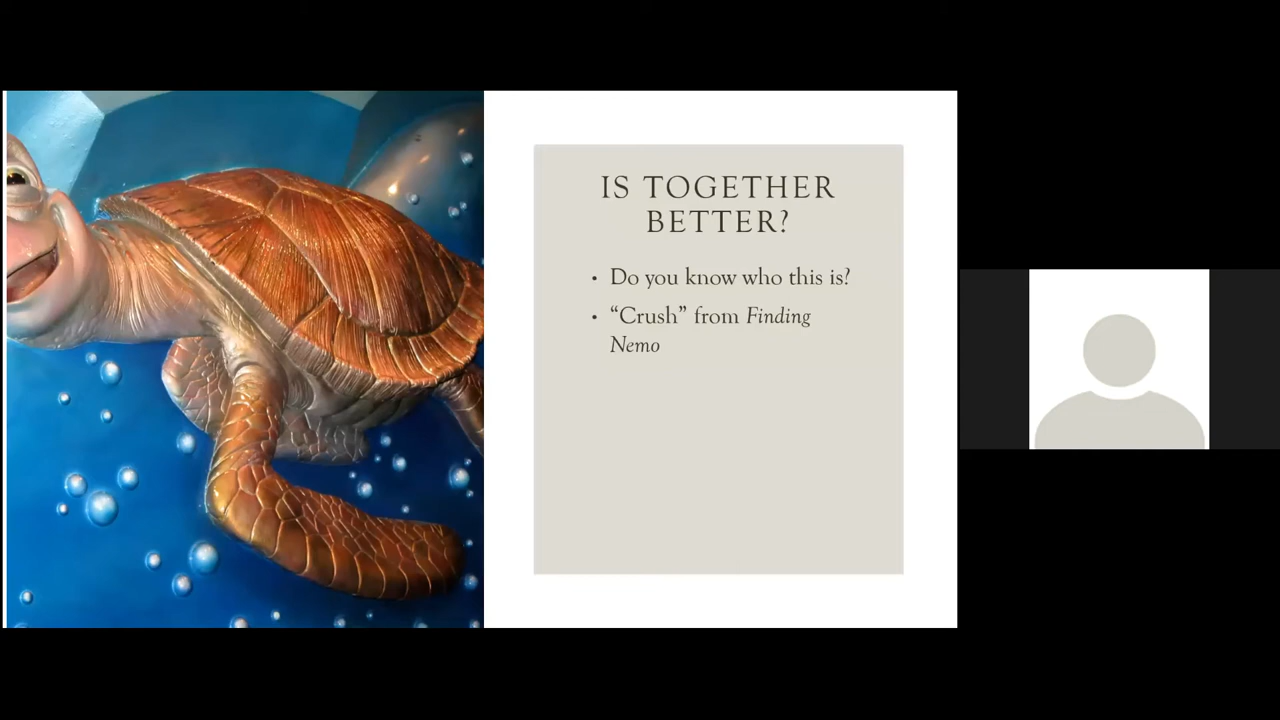 IS TOGETHER
BETTER?
• Do you know who this is?
• “Crush” from Finding
Nemo